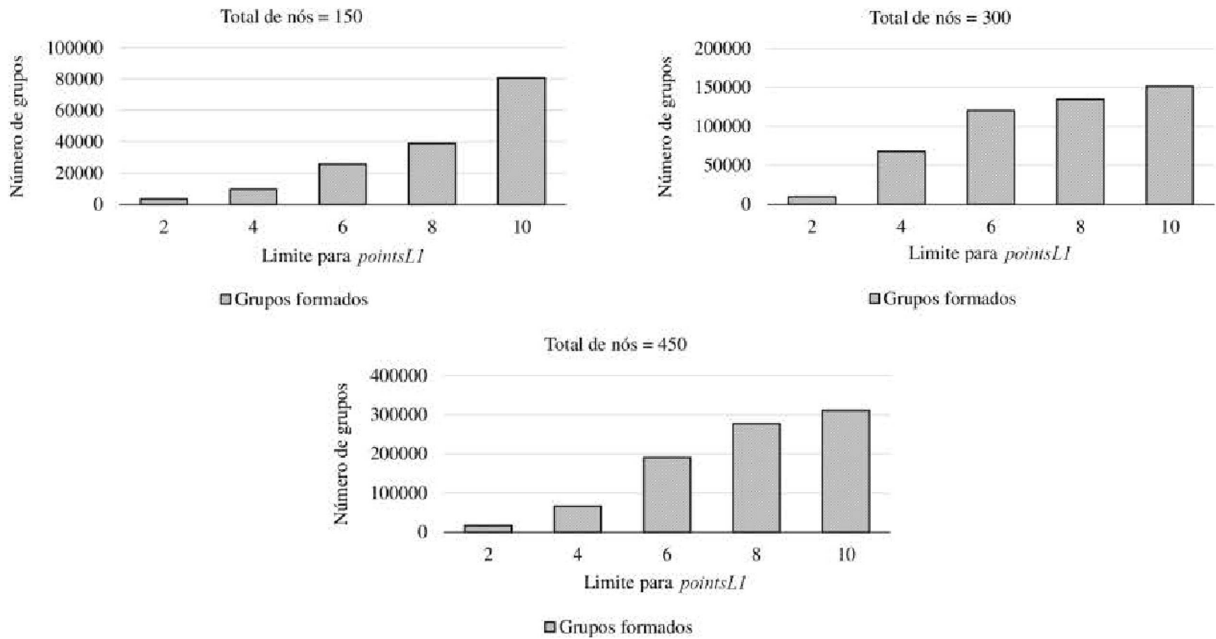 Total de nós = 150
Número de grupos
100000
80000
60000
40000
20000
0
2 4 6 8 10
Limite para pointsL1
Grupos formados
Total de nós = 300
Número de grupos
200000
150000
100000
50000
0
2 4 6 8 10
Limite para pointsL1
Grupos formados
Total de nós = 450
Número de grupos
400000
300000
200000
100000
0
2 4 6 8 10
Limite para pointsL1
Grupos formados